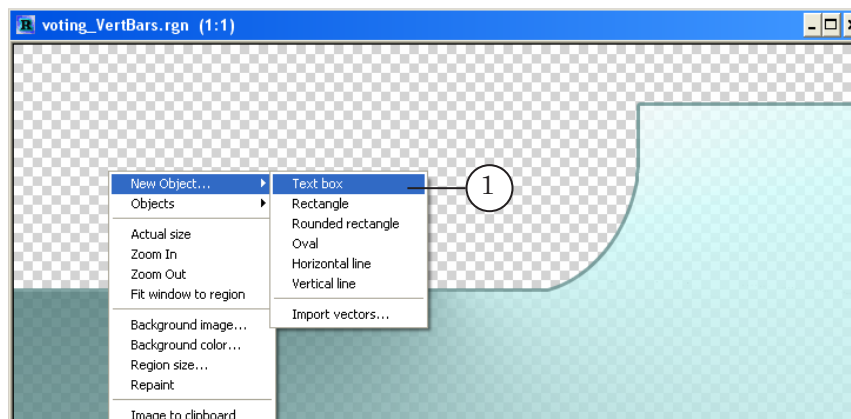 R voting_VertBars.rgn (1:1)
New Object...
Objects
Actual size
Zoom In
Zoom Out
Fit window to region
Background image...
Background color...
Region size...
Repaint
Image to clipboard
Text box
Rectangle
Rounded rectangle
Oval
Horizontal line
Vertical line
Import vectors...
1